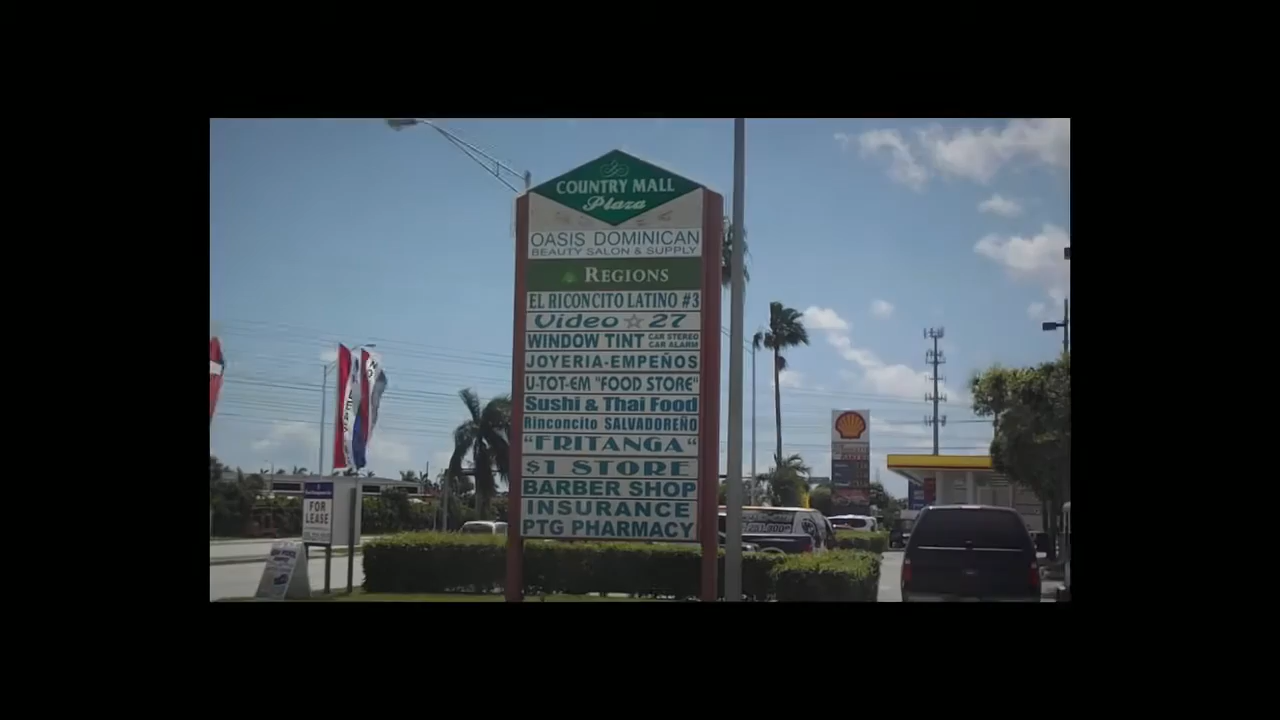 COUNTRY MALL
Plaza
OASIS DOMINICAN
BEAUTY SALON & SUPPLY
REGIONS
EL RICONCITO LATINO #3
Video ☆ 27
WINDOW TINT CAR STEREO CAR ALARM
JOYERIA-EMPEÑOS
U-TOT-EM "FOOD STORE"
Sushi & Thai Food
Rinconcito SALVADOREÑO
"FRITANGA"
$1 STORE
BARBER SHOP
INSURANCE
PTG PHARMACY
FOR
LEASE